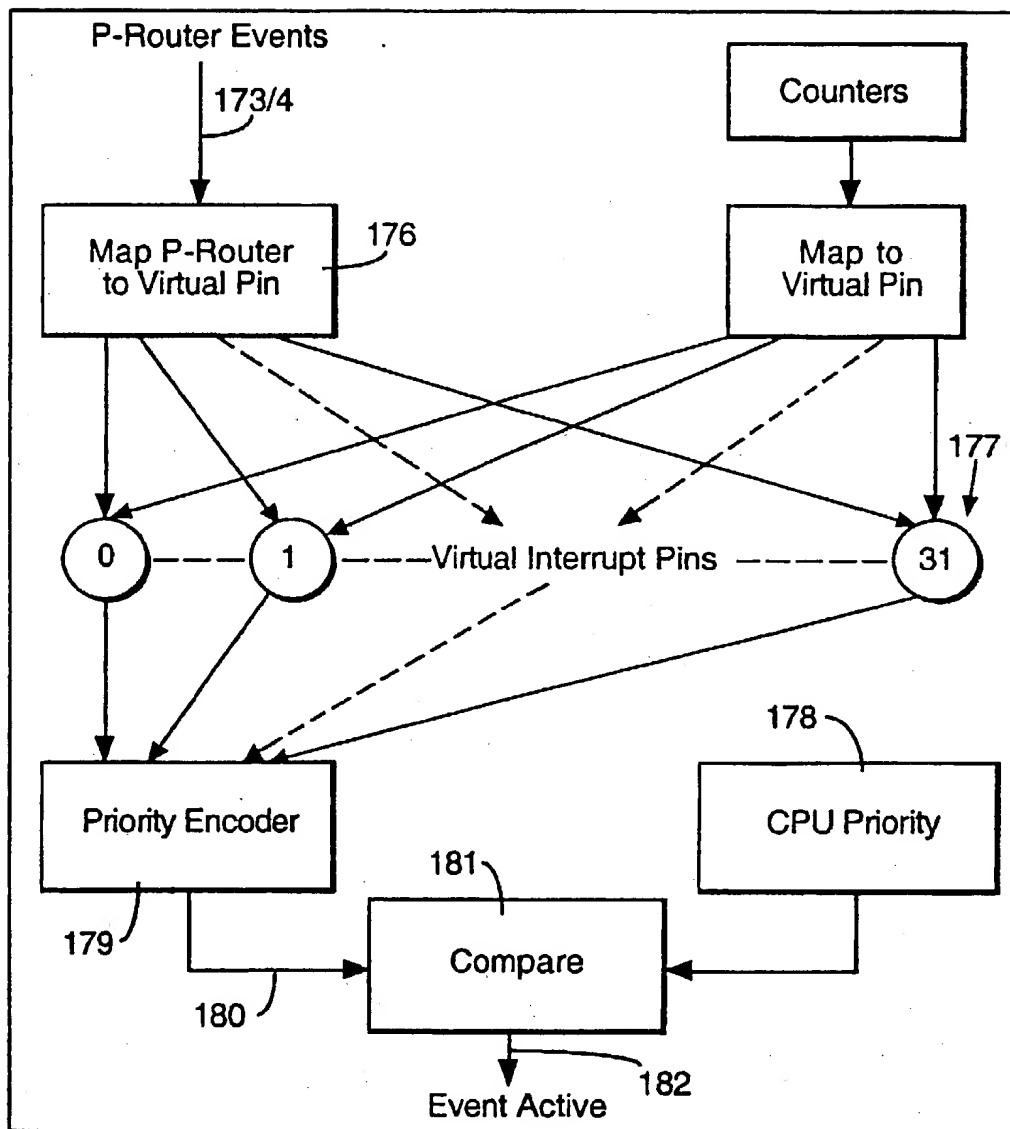 P-Router Events
173/4
Counters
Map P-Router
to Virtual Pin
176
Map to
Virtual Pin
177
0
1
Virtual Interrupt Pins
31
178
Priority Encoder
CPU Priority
181
179
Compare
180
182
Event Active